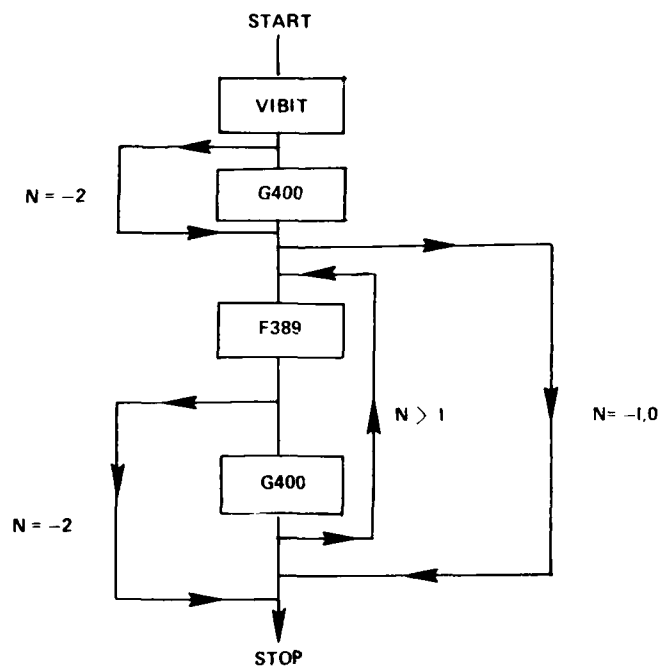 START
VIBIT
N = -2
G400
F389
N > 1
N = -1,0
G400
N = -2
STOP